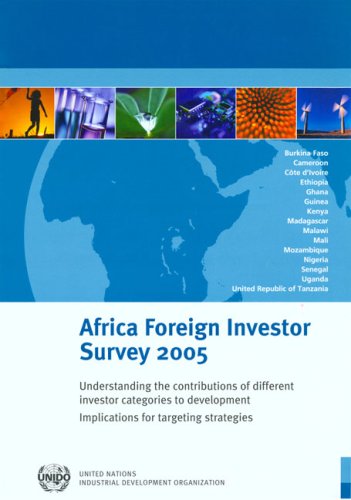 Burkina Faso
Cameroon
Côte d'Ivoire
Ethiopia
Ghana
Guinea
Kenya
Madagascar
Malawi
Mali
Mozambique
Nigeria
Senegal
Uganda
United Republic of Tanzania
Africa Foreign Investor
Survey 2005
Understanding the contributions of different
investor categories to development
Implications for targeting strategies
UNIDO
UNITED NATIONS
INDUSTRIAL DEVELOPMENT ORGANIZATION